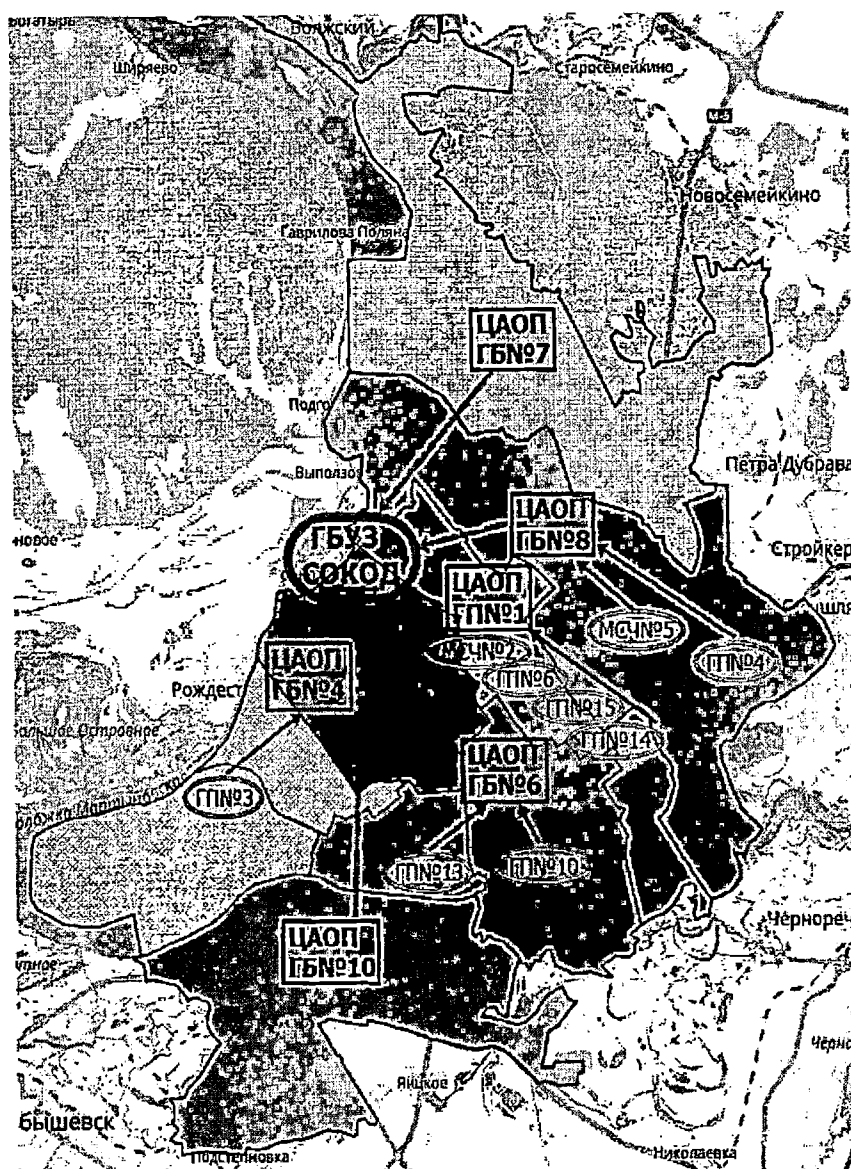 Волжский
Ширяево
Старосемейкино
М-5
Новосемейкино
Гаврилова Поляна
ЦАОП
ГБ№7
Подго
Выползо
Петра Дубрава
ЦАОП
ГБ№8
ГБУЗ
СОКОД
Стройкер
ЦАОП
ГП№1
МСЧ№5
МСЧ№2
ГП№4
ЦАОП
ГБ№4
ГП№6
Рождест
ГП№15
ГП№14
ЦАОП
ГБ№6
ГП№3
ГП№13
ГП№10
Чернореч
ЦАОП
ГБ№10
Яицкое
бышевск
Подстепновка
Николаевка